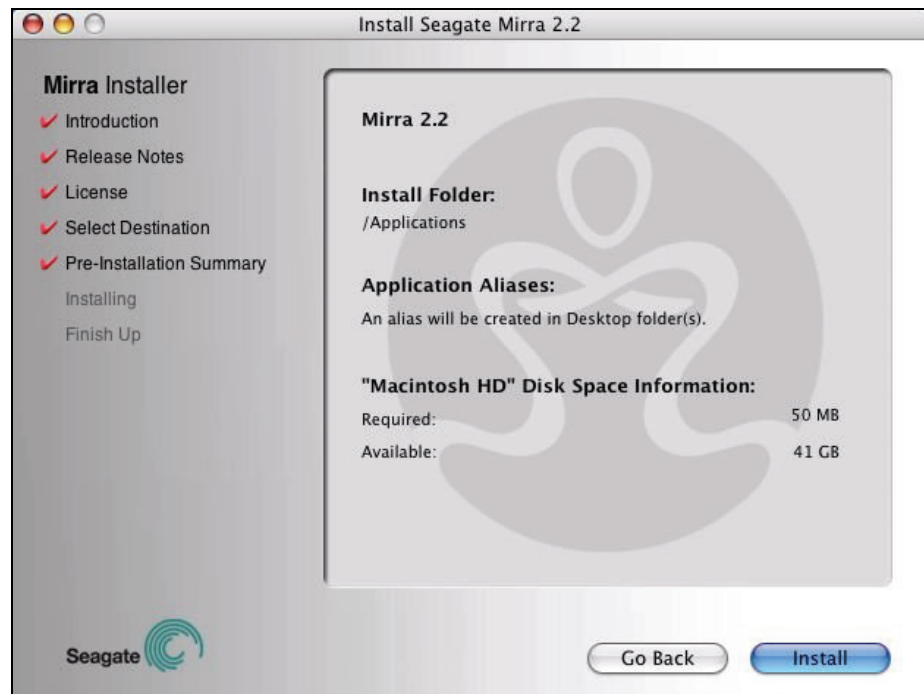 Install Seagate Mirra 2.2
Mirra Installer
Introduction
Release Notes
License
Select Destination
Pre-Installation Summary
Installing
Finish Up
Mirra 2.2
Install Folder:
/Applications
Application Aliases:
An alias will be created in Desktop folder(s).
"Macintosh HD" Disk Space Information:
Required: 50 MB
Available: 41 GB
Seagate
Go Back
Install